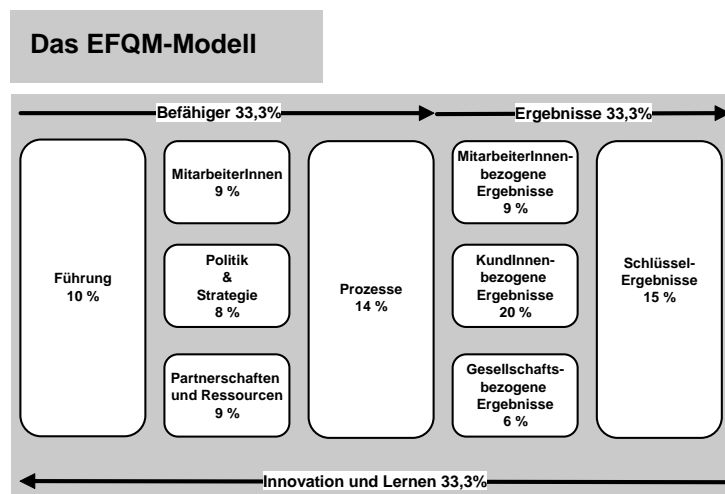 Das EFQM-Modell
Befähiger 33,3%
Ergebnisse 33,3%
Führung
10 %
MitarbeiterInnen
9 %
Politik
&
Strategie
8 %
Partnerschaften
und Ressourcen
9 %
Prozesse
14 %
MitarbeiterInnen-
bezogene
Ergebnisse
9 %
KundInnen-
bezogene
Ergebnisse
20 %
Gesellschafts-
bezogene
Ergebnisse
6 %
Schlüssel-
Ergebnisse
15 %
Innovation und Lernen 33,3%